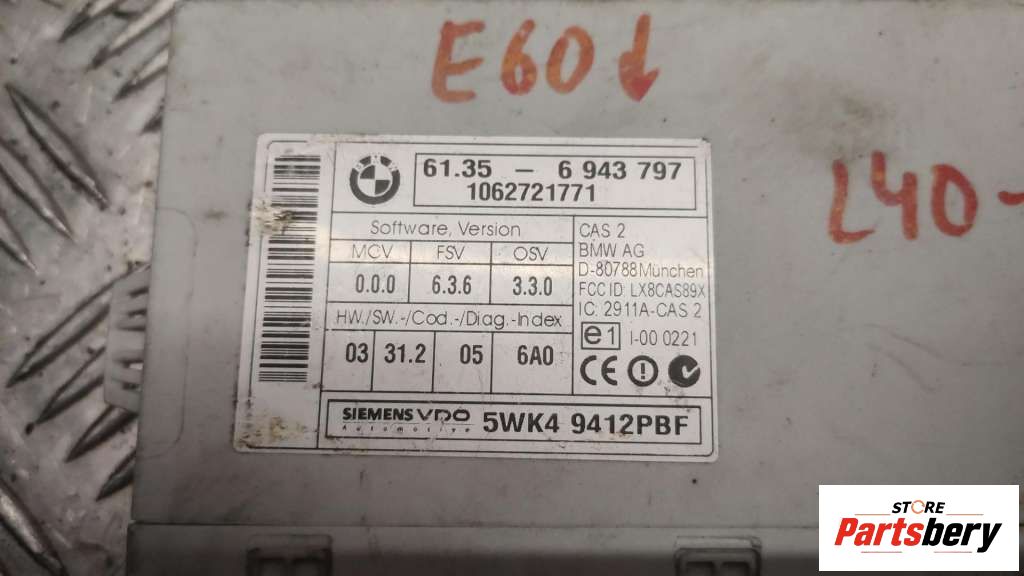 E60d
L40-
61.35 – 6 943 797
1062721771
Software, Version
MCV FSV OSV
0.0.0 6.3.6 3.3.0
HW./SW.-/Cod.-/Diag.-Index
03 31.2 05 6A0
CAS 2
BMW AG
D-80788 München
FCC ID: LX8CAS89X
IC: 2911A-CAS 2
e1 I-00 0221
CE
SIEMENS VDO
Automotive
5WK4 9412PBF
STORE
Partsbery